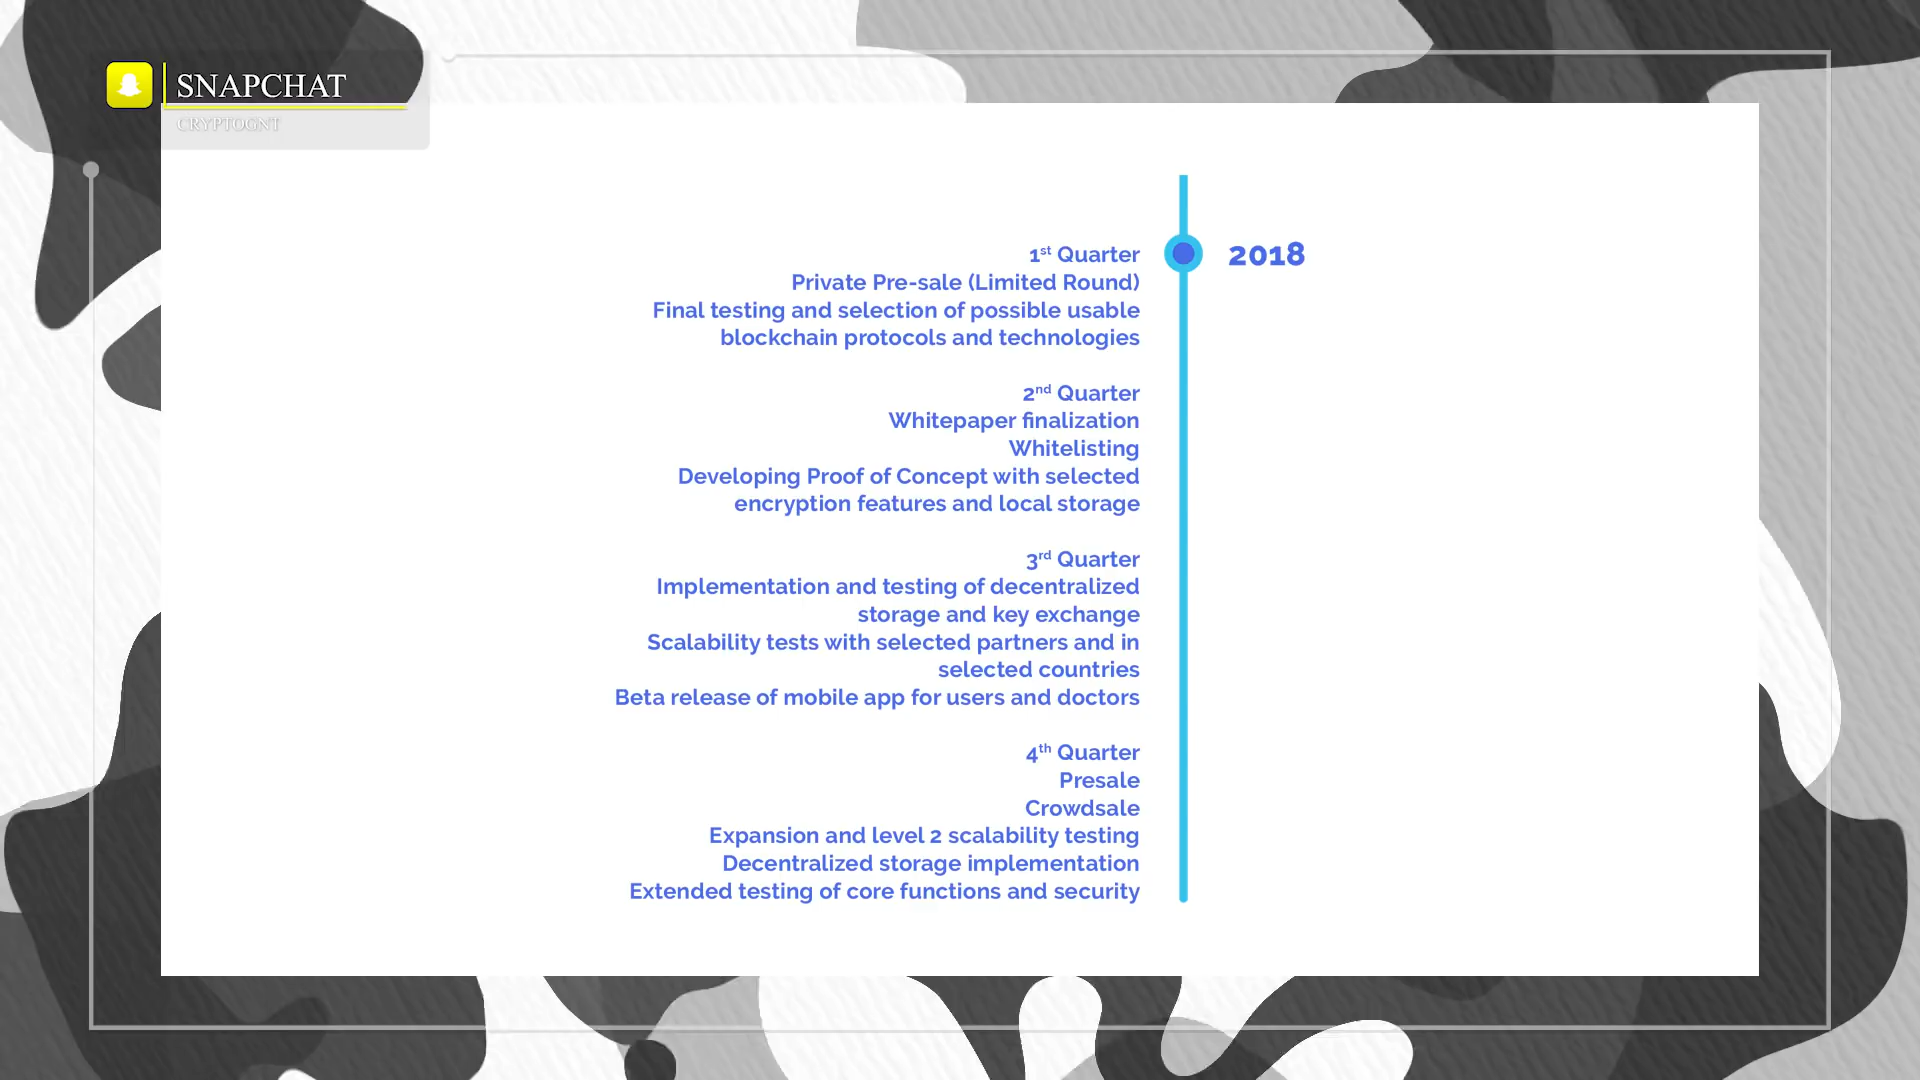 SNAPCHAT
CRYPTOGNT
1st Quarter
2018
Private Pre-sale (Limited Round)
Final testing and selection of possible usable
blockchain protocols and technologies
2nd Quarter
Whitepaper finalization
Whitelisting
Developing Proof of Concept with selected
encryption features and local storage
3rd Quarter
Implementation and testing of decentralized
storage and key exchange
Scalability tests with selected partners and in
selected countries
Beta release of mobile app for users and doctors
4th Quarter
Presale
Crowdsale
Expansion and level 2 scalability testing
Decentralized storage implementation
Extended testing of core functions and security